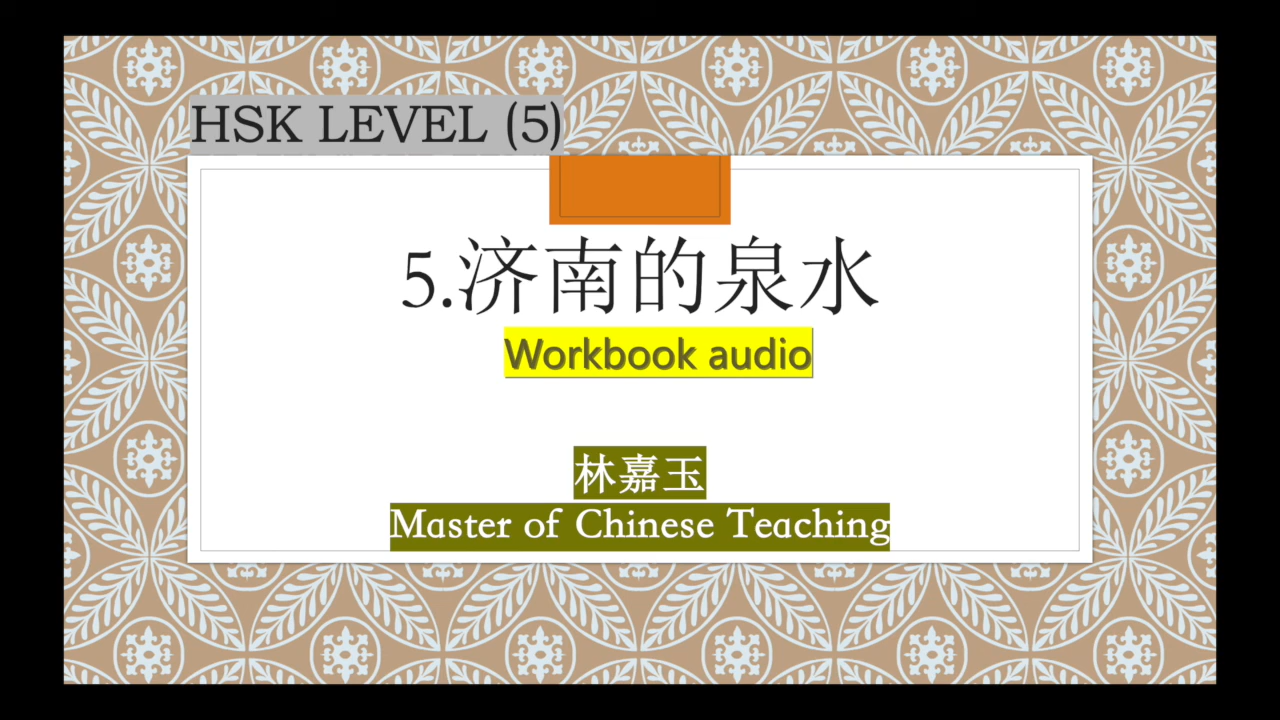 HSK LEVEL (5)
5.济南的泉水
Workbook audio
林嘉玉
Master of Chinese Teaching